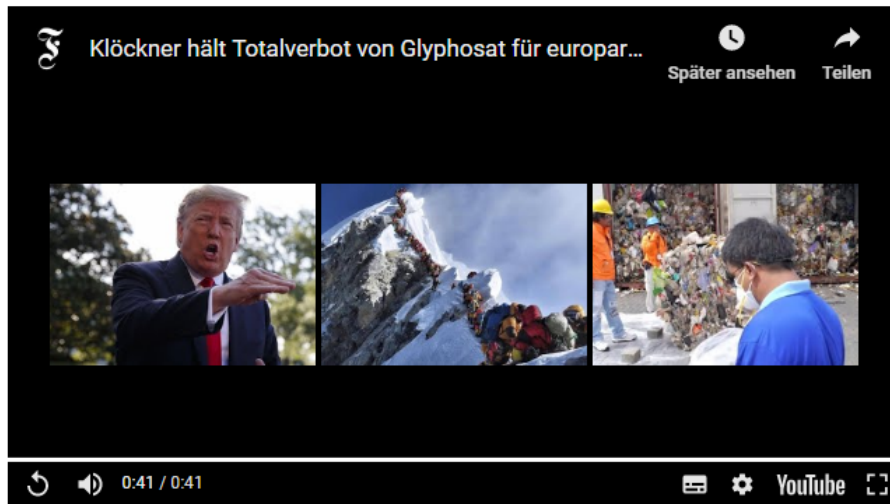 Klöckner hält Totalverbot von Glyphosat für europar...
Später ansehen
Teilen
0:41 / 0:41
YouTube